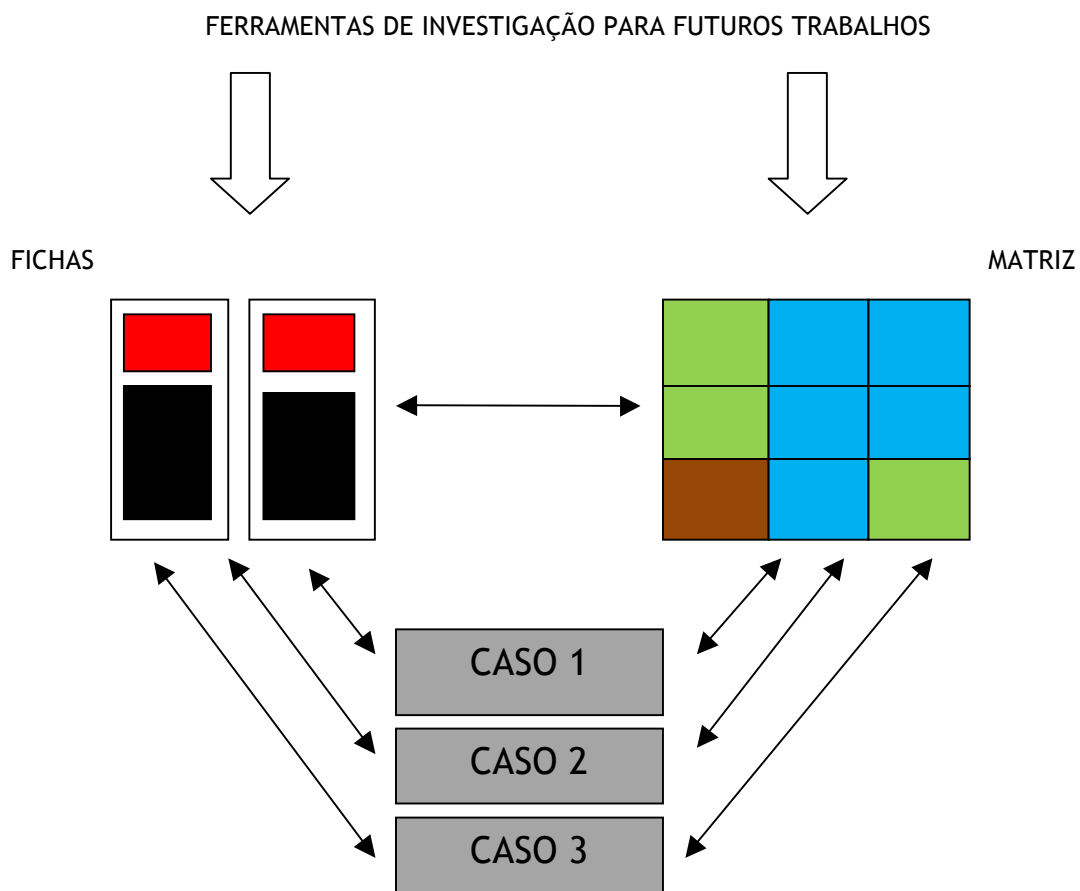 FERRAMENTAS DE INVESTIGAÇÃO PARA FUTUROS TRABALHOS
FICHAS
MATRIZ
CASO 1
CASO 2
CASO 3